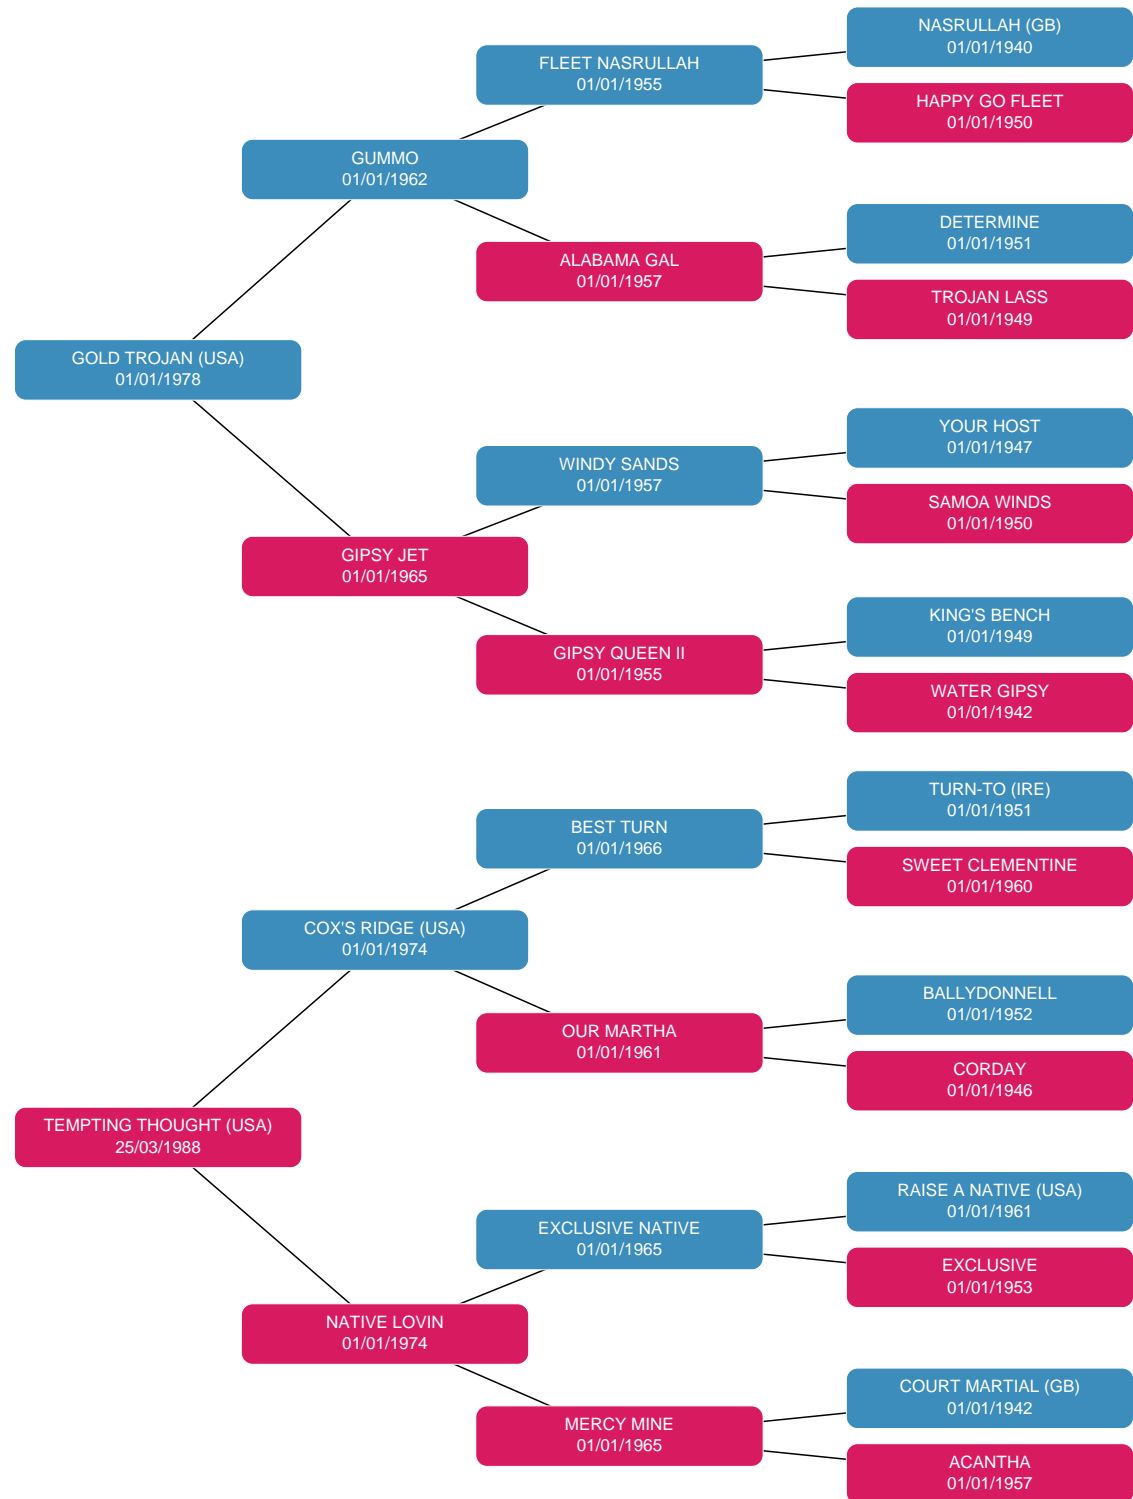 NASRULLAH (GB)
01/01/1940
FLEET NASRULLAH
01/01/1955
HAPPY GO FLEET
01/01/1950
GUMMO
01/01/1962
DETERMINE
01/01/1951
ALABAMA GAL
01/01/1957
TROJAN LASS
01/01/1949
GOLD TROJAN (USA)
01/01/1978
YOUR HOST
01/01/1947
WINDY SANDS
01/01/1957
SAMOA WINDS
01/01/1950
GIPSY JET
01/01/1965
KING'S BENCH
01/01/1949
GIPSY QUEEN II
01/01/1955
WATER GIPSY
01/01/1942
TURN-TO (IRE)
01/01/1951
BEST TURN
01/01/1966
SWEET CLEMENTINE
01/01/1960
COX'S RIDGE (USA)
01/01/1974
BALLYDONNELL
01/01/1952
OUR MARTHA
01/01/1961
CORDAY
01/01/1946
TEMPTING THOUGHT (USA)
25/03/1988
RAISE A NATIVE (USA)
01/01/1961
EXCLUSIVE NATIVE
01/01/1965
EXCLUSIVE
01/01/1953
NATIVE LOVIN
01/01/1974
COURT MARTIAL (GB)
01/01/1942
MERCY MINE
01/01/1965
ACANTHA
01/01/1957